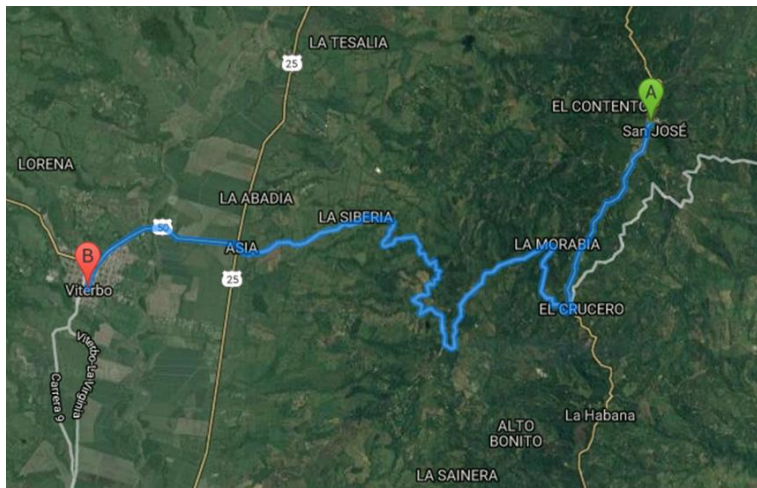 LA TESALIA
25
A
EL CONTENTO
San JOSÉ
LORENA
LA ABADIA
LA SIBERIA
50
ASIA
LA MORABIA
B
25
Viterbo
EL CRUCERO
Viterbo-La Virginia
Carrera 9
La Habana
ALTO
BONITO
LA SAINERA